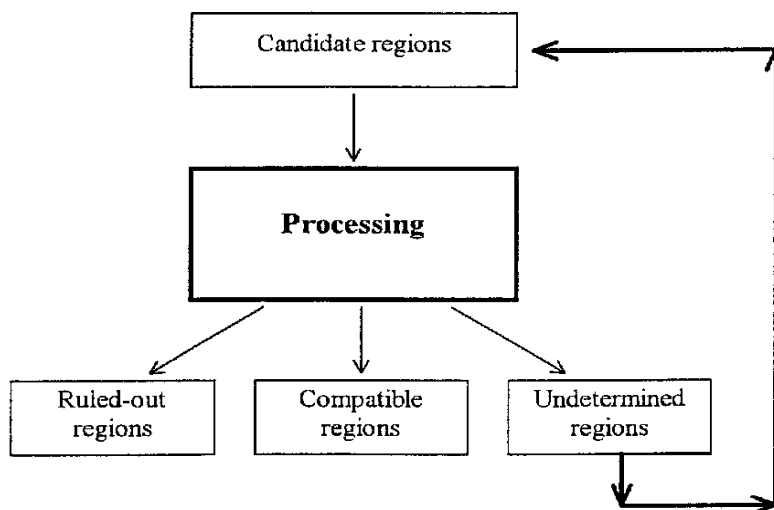 Candidate regions
Processing
Ruled-out
regions
Compatible
regions
Undetermined
regions